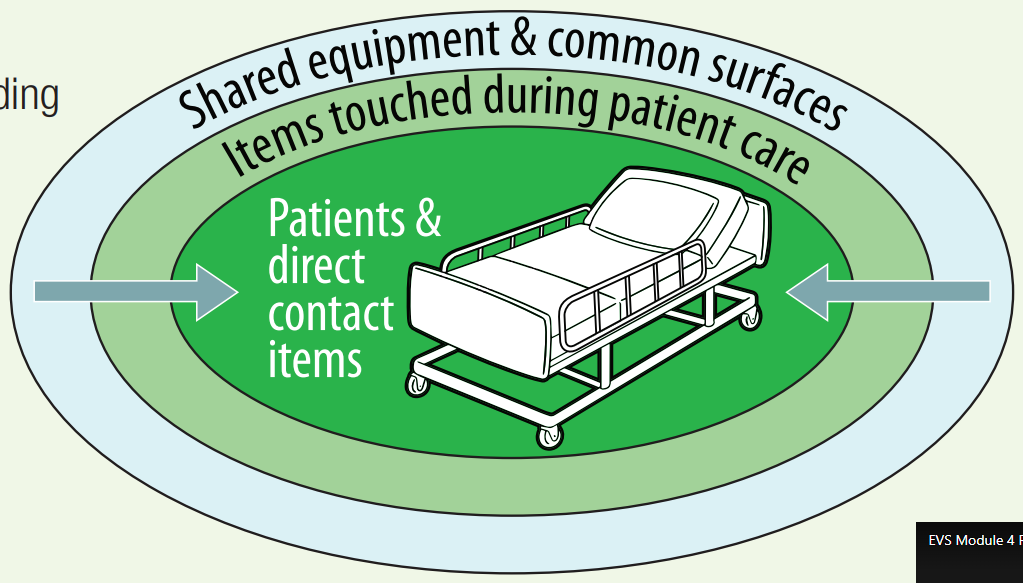 Shared equipment & common surfaces
ding
Items touched during patient care
Patients &
direct
contact
items
EVS Module 4 F